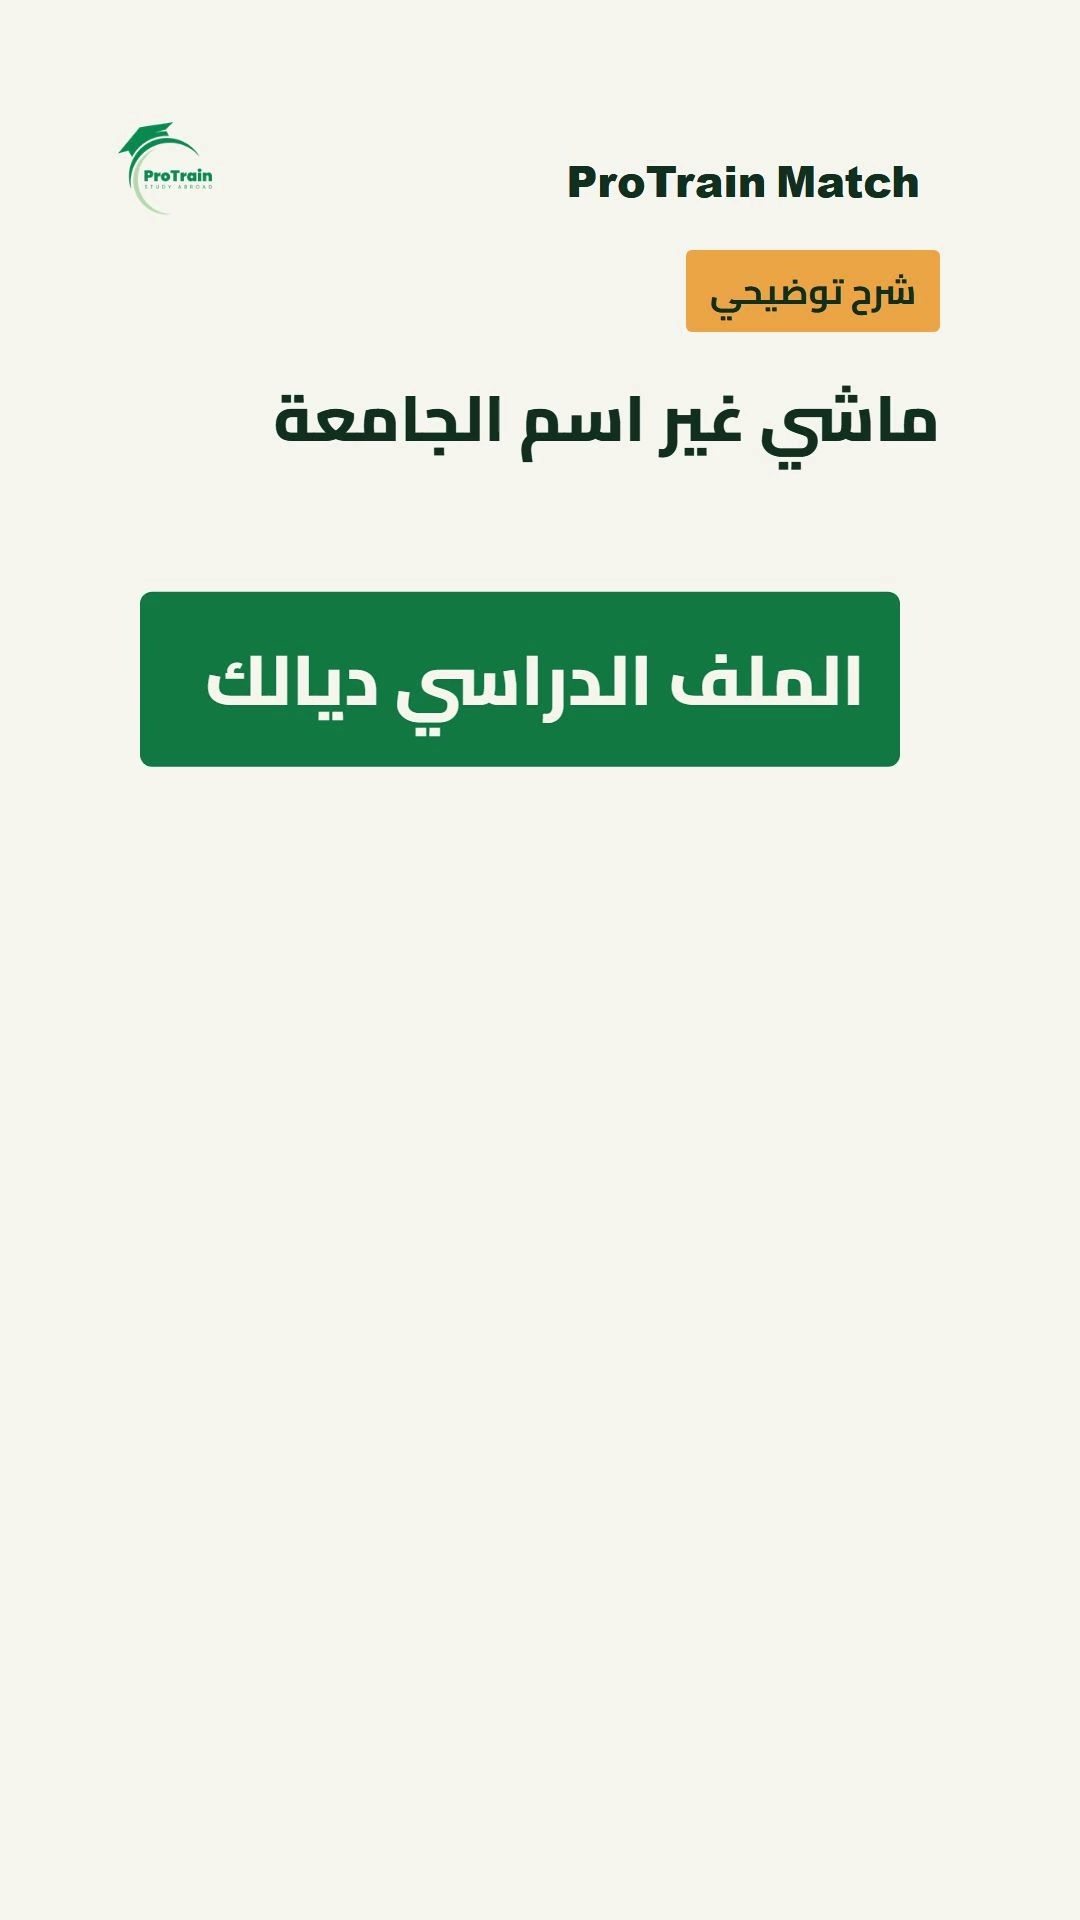 ProTrain
STUDY ABROAD
ProTrain Match
شرح توضيحي
ماشي غير اسم الجامعة
الملف الدراسي ديالك